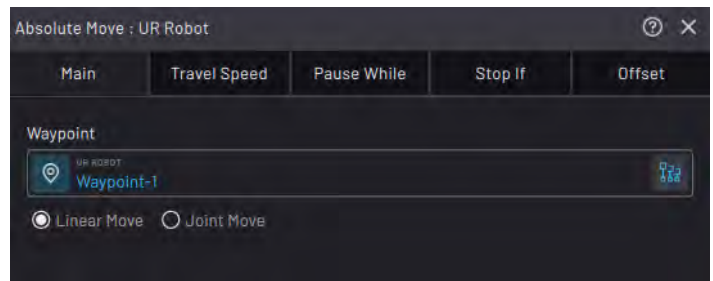 Absolute Move : UR Robot
Main Travel Speed Pause While Stop If Offset
Waypoint
UR ROBOT
Waypoint-1
Linear Move Joint Move